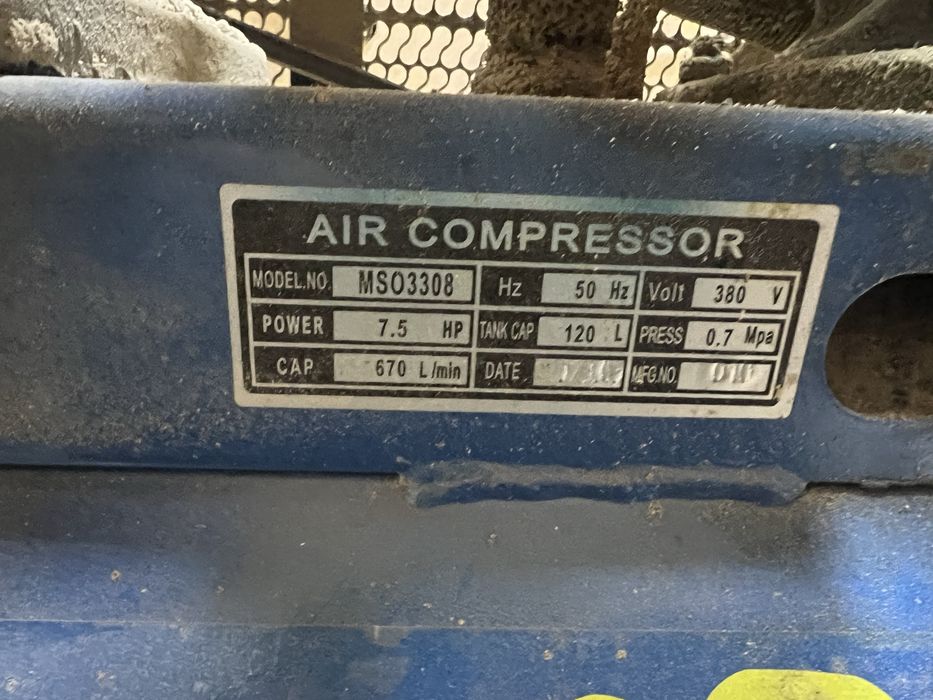 AIR COMPRESSOR
MODEL.NO. MSO3308 Hz 50 Hz Volt 380 V
POWER 7.5 HP TANK CAP 120 L PRESS 0.7 Mpa
CAP 670 L/min DATE MFG.NO.